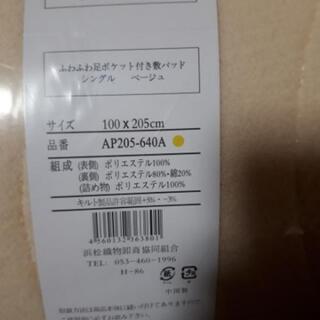 ふわふわ足ポケット付き敷パッド
シングル ベージュ
サイズ 100x205cm
品番 AP205-640A
組成 (表側) ポリエステル100%
(裏側) ポリエステル80%・綿20%
(詰め物) ポリエステル100%
キルト製品許容範囲+5%・-3%
4560132363801
浜松織物卸商協同組合
TEL 053-460-1996
H-86
中国製